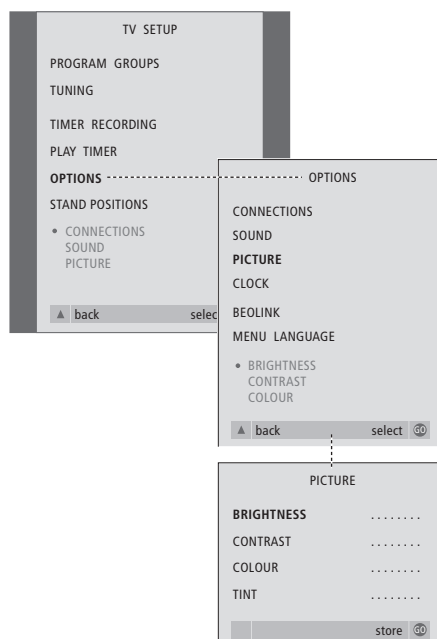 TV SETUP
PROGRAM GROUPS
TUNING
TIMER RECORDING
PLAY TIMER
OPTIONS
STAND POSITIONS
• CONNECTIONS
SOUND
PICTURE
▲ back selec
OPTIONS
CONNECTIONS
SOUND
PICTURE
CLOCK
BEOLINK
MENU LANGUAGE
• BRIGHTNESS
CONTRAST
COLOUR
▲ back select GO
PICTURE
BRIGHTNESS ........
CONTRAST ........
COLOUR ........
TINT ........
store GO